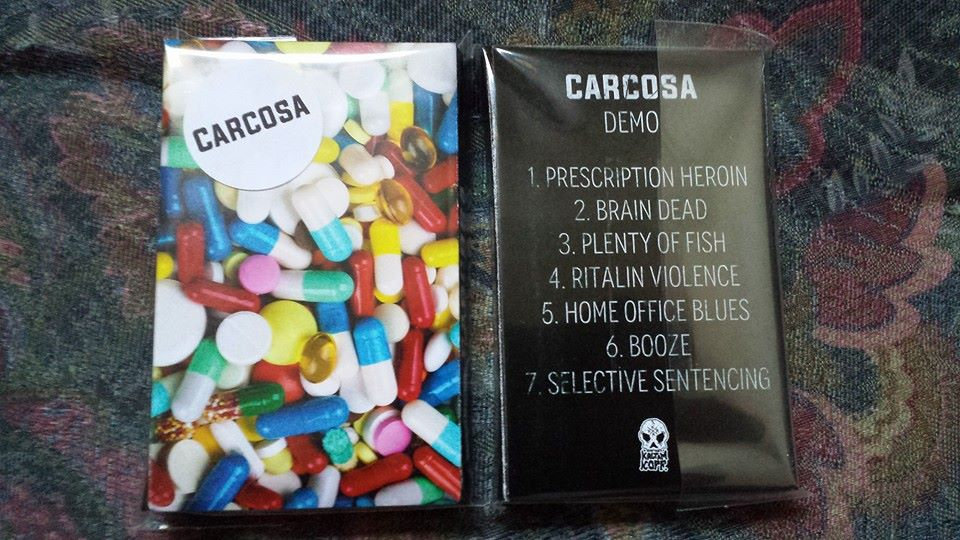 CARCOSA
CARCOSA
DEMO
1. PRESCRIPTION HEROIN
2. BRAIN DEAD
3. PLENTY OF FISH
4. RITALIN VIOLENCE
5. HOME OFFICE BLUES
6. BOOZE
7. SELECTIVE SENTENCING